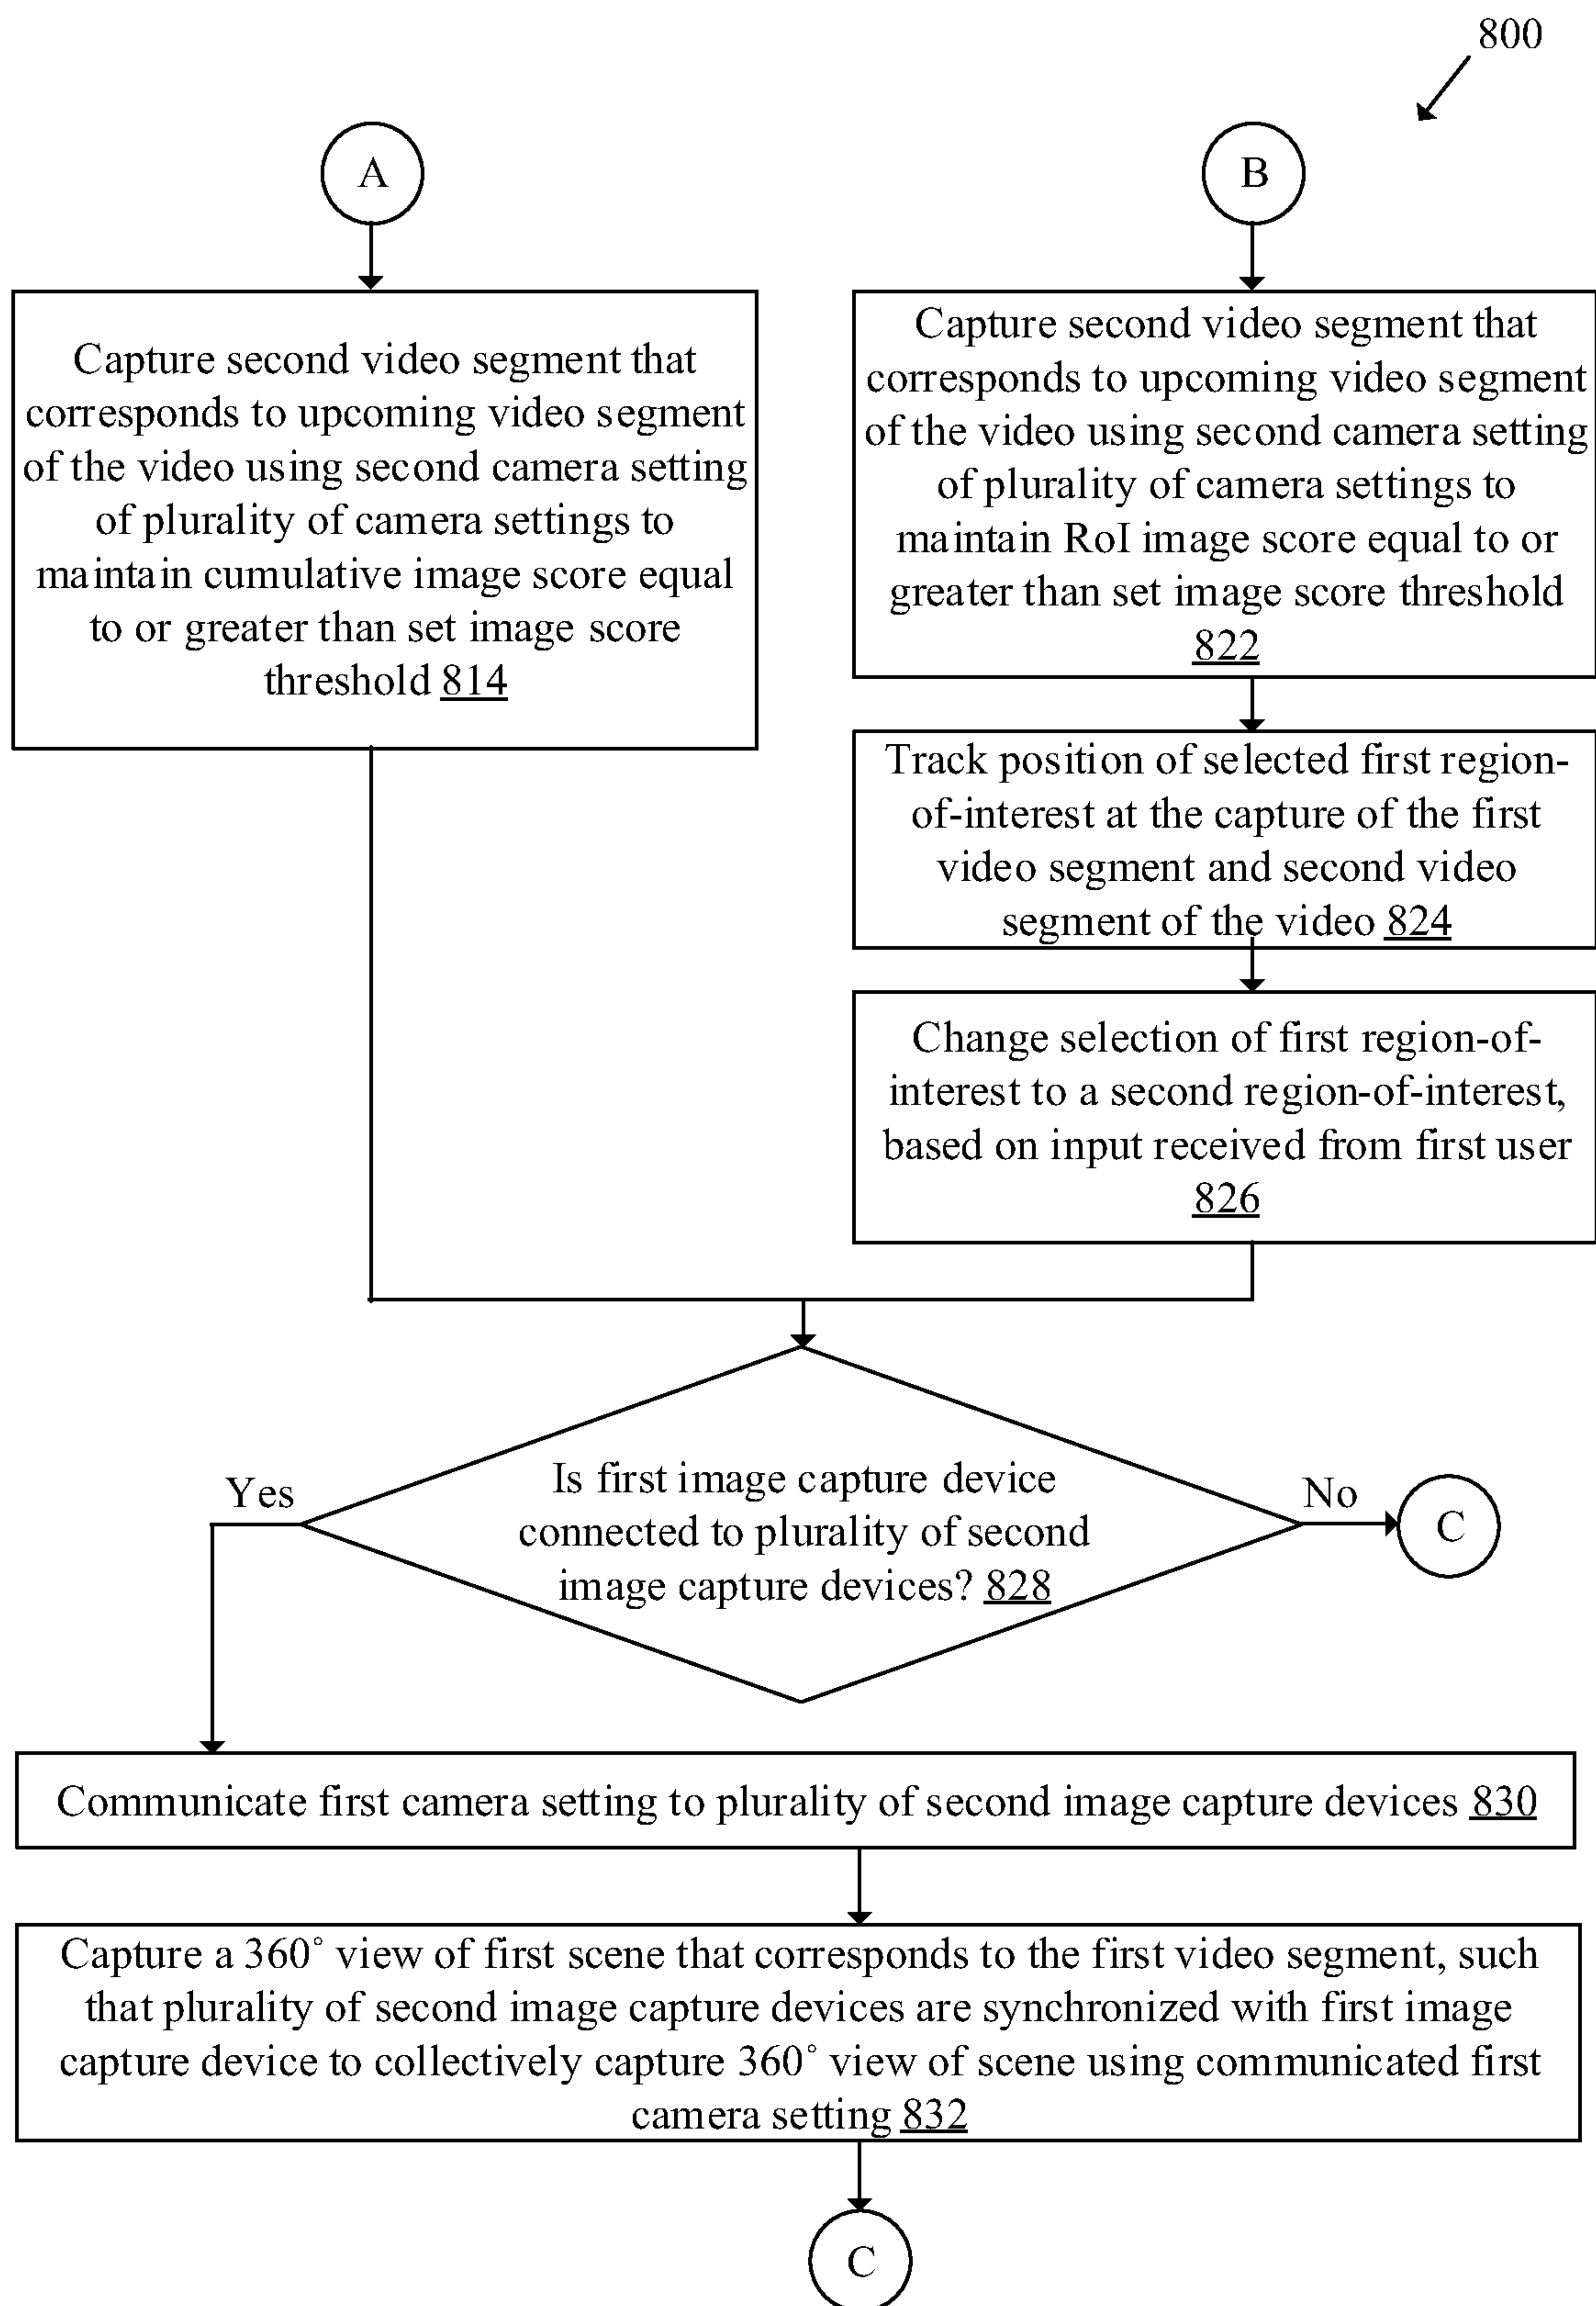 800
A
Capture second video segment that
corresponds to upcoming video segment
of the video using second camera setting
of plurality of camera settings to
maintain cumulative image score equal
to or greater than set image score
threshold 814
B
Capture second video segment that
corresponds to upcoming video segment
of the video using second camera setting
of plurality of camera settings to
maintain RoI image score equal to or
greater than set image score threshold
822
Track position of selected first region-
of-interest at the capture of the first
video segment and second video
segment of the video 824
Change selection of first region-of-
interest to a second region-of-interest,
based on input received from first user
826
Is first image capture device
connected to plurality of second
image capture devices? 828
Yes
No
C
Communicate first camera setting to plurality of second image capture devices 830
Capture a 360° view of first scene that corresponds to the first video segment, such
that plurality of second image capture devices are synchronized with first image
capture device to collectively capture 360° view of scene using communicated first
camera setting 832
C